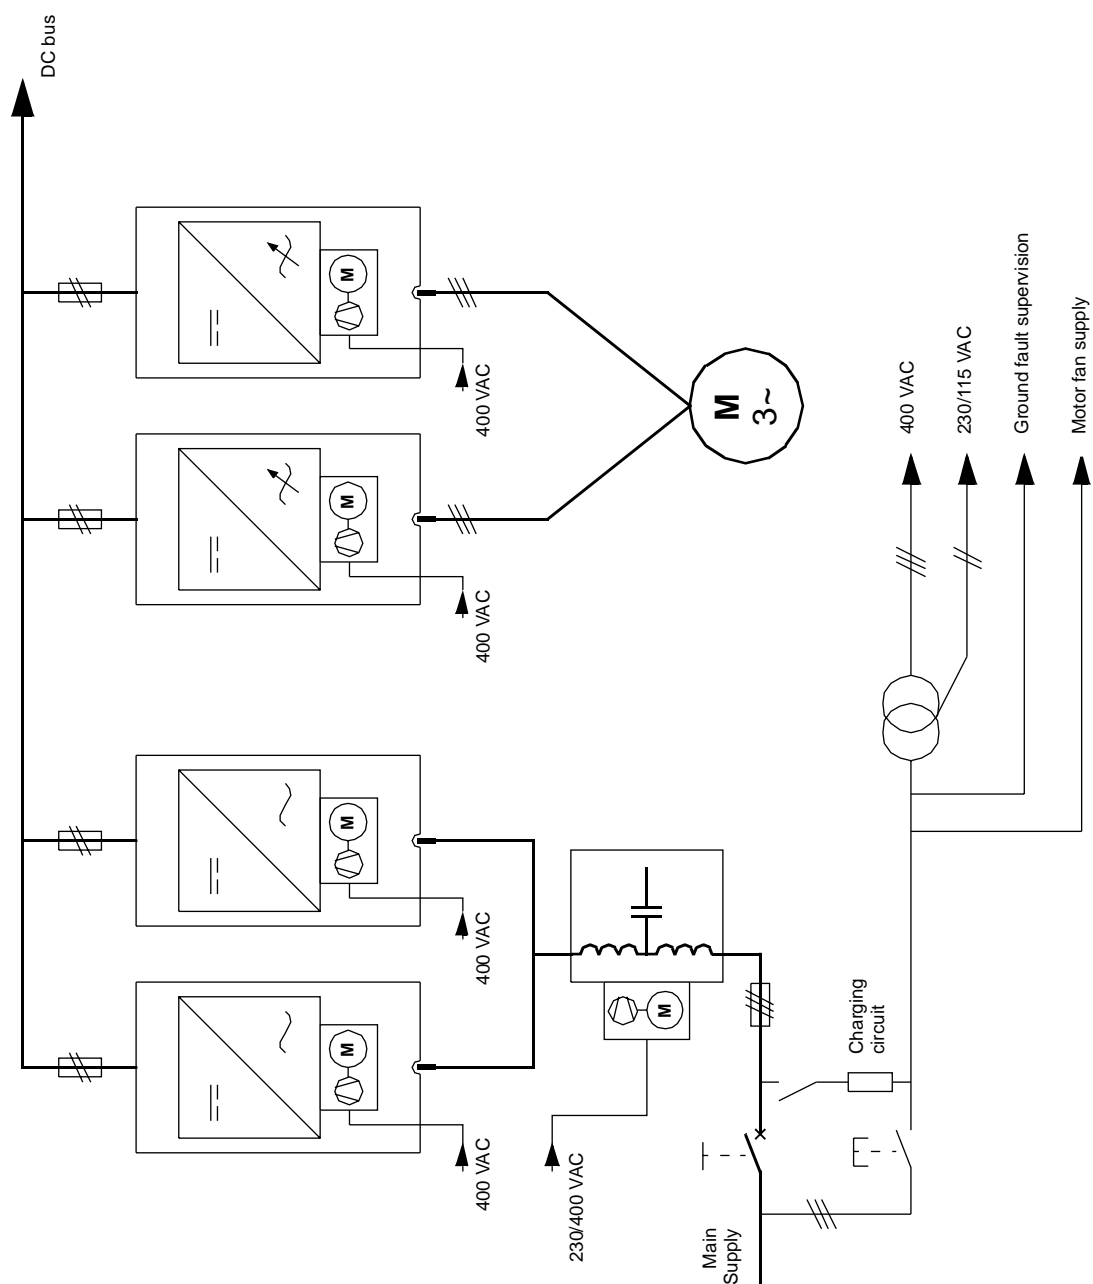 DC bus
M
400 VAC
M
400 VAC
M
3~
400 VAC
230/115 VAC
Ground fault supervision
Motor fan supply
M
400 VAC
M
400 VAC
M
230/400 VAC
Charging
circuit
Main
Supply